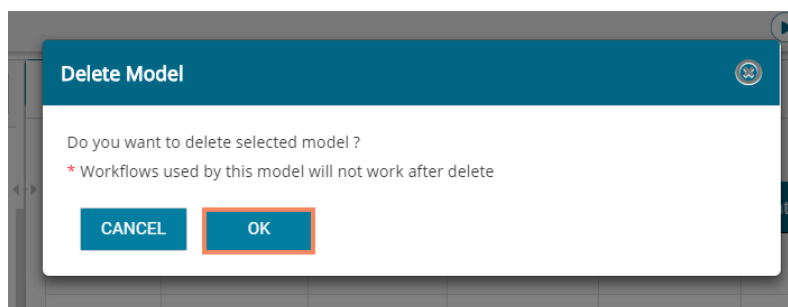 Delete Model
Do you want to delete selected model ?
* Workflows used by this model will not work after delete
CANCEL
OK